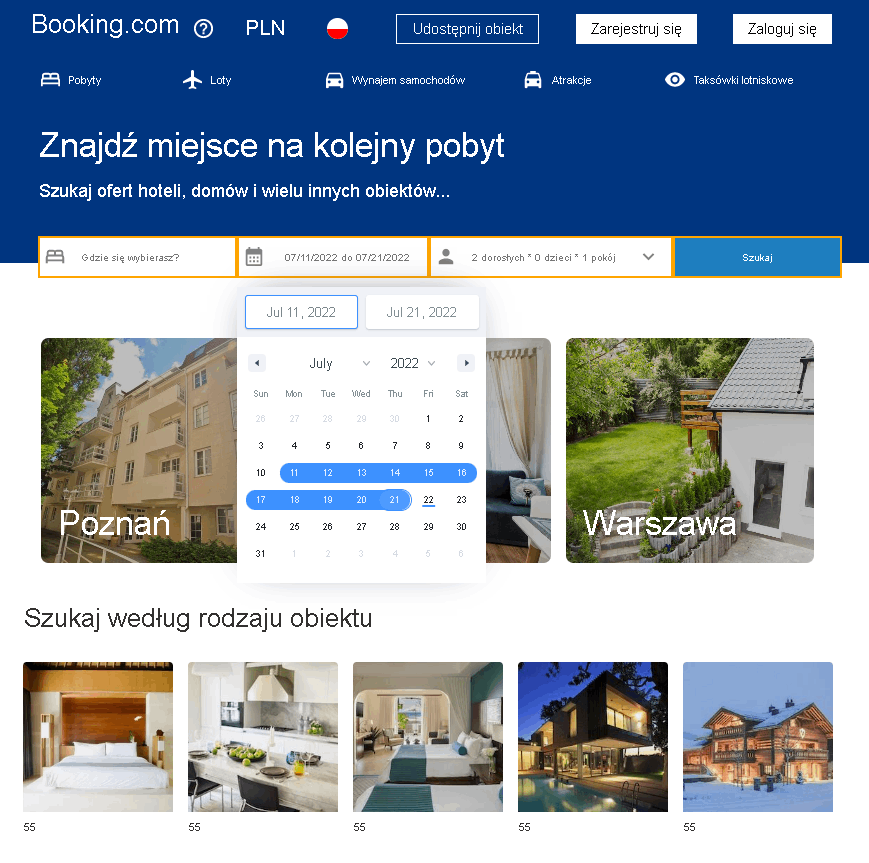 Booking.com ? PLN Udostępnij obiekt Zarejestruj się Zaloguj się
Pobyty Loty Wynajem samochodów Atrakcje Taksówki lotniskowe
Znajdź miejsce na kolejny pobyt
Szukaj ofert hoteli, domów i wielu innych obiektów...
Gdzie się wybierasz? 07/11/2022 do 07/21/2022 2 dorosłych * 0 dzieci * 1 pokój Szukaj
Jul 11, 2022 Jul 21, 2022
July 2022
Sun Mon Tue Wed Thu Fri Sat
26 27 28 29 30 1 2
3 4 5 6 7 8 9
10 11 12 13 14 15 16
17 18 19 20 21 22 23
24 25 26 27 28 29 30
31 1 2 3 4 5 6
Poznań Warszawa
Szukaj według rodzaju obiektu
55 55 55 55 55